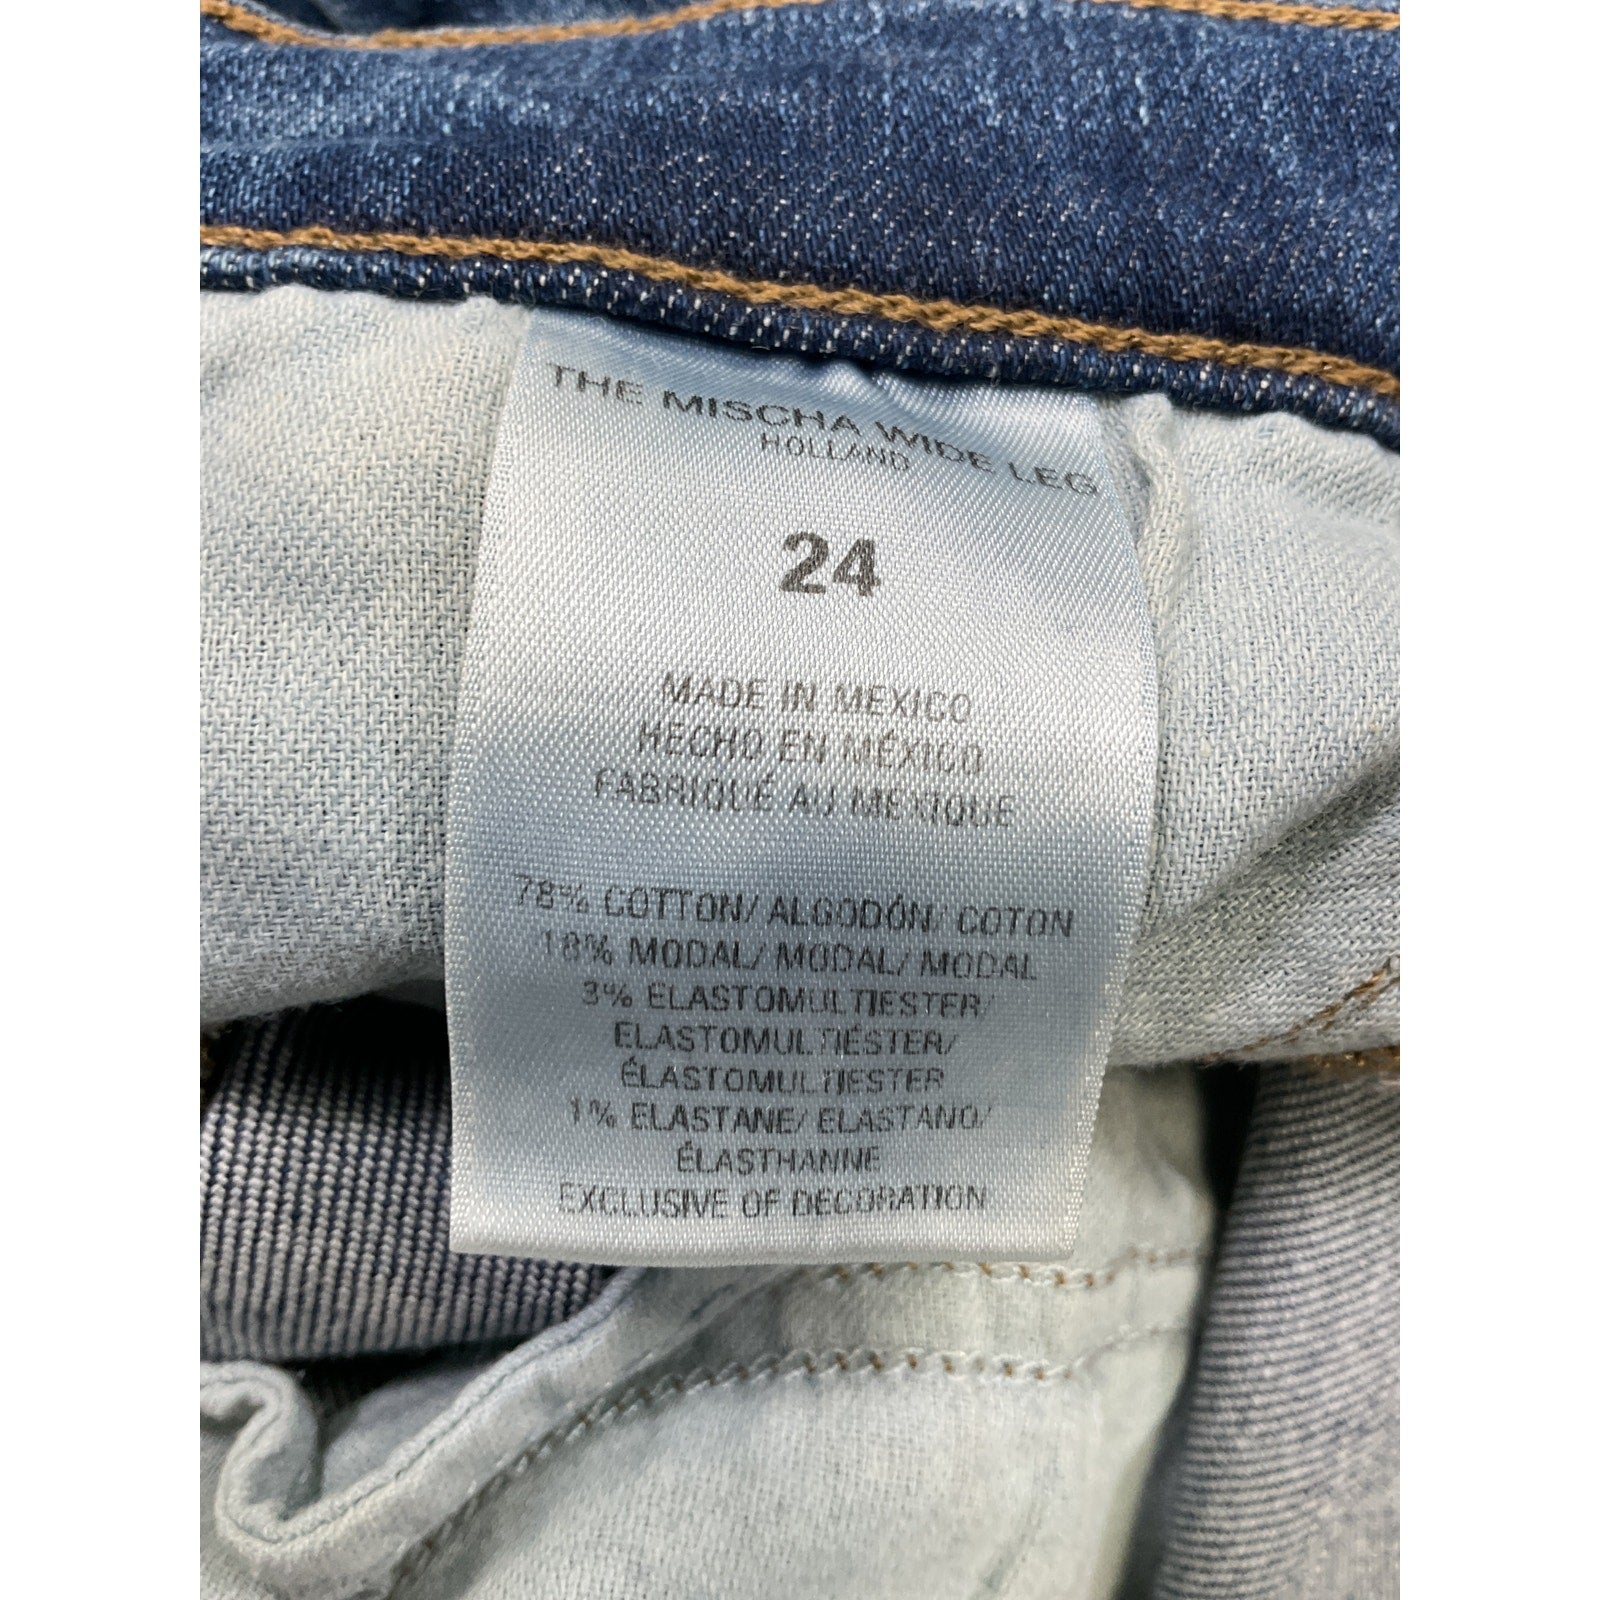 THE MISCHA WIDE LEG
HOLLAND
24
MADE IN MEXICO
HECHO EN MÉXICO
FABRIQUÉ AU MEXIQUE
78% COTTON/ ALGODÓN/ COTON
18% MODAL/ MODAL/ MODAL
3% ELASTOMULTIESTER/
ELASTOMULTIÉSTER/
ÉLASTOMULTIESTER
1% ELASTANE/ ELASTANO/
ÉLASTHANNE
EXCLUSIVE OF DECORATION